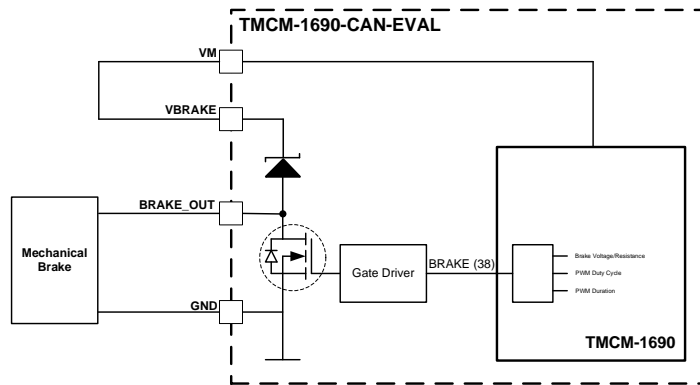 TMCM-1690-CAN-EVAL
VM
VBRAKE
BRAKE_OUT
Mechanical
Brake
Gate Driver
BRAKE (38)
Brake Voltage/Resistance
PWM Duty Cycle
PWM Duration
GND
TMCM-1690